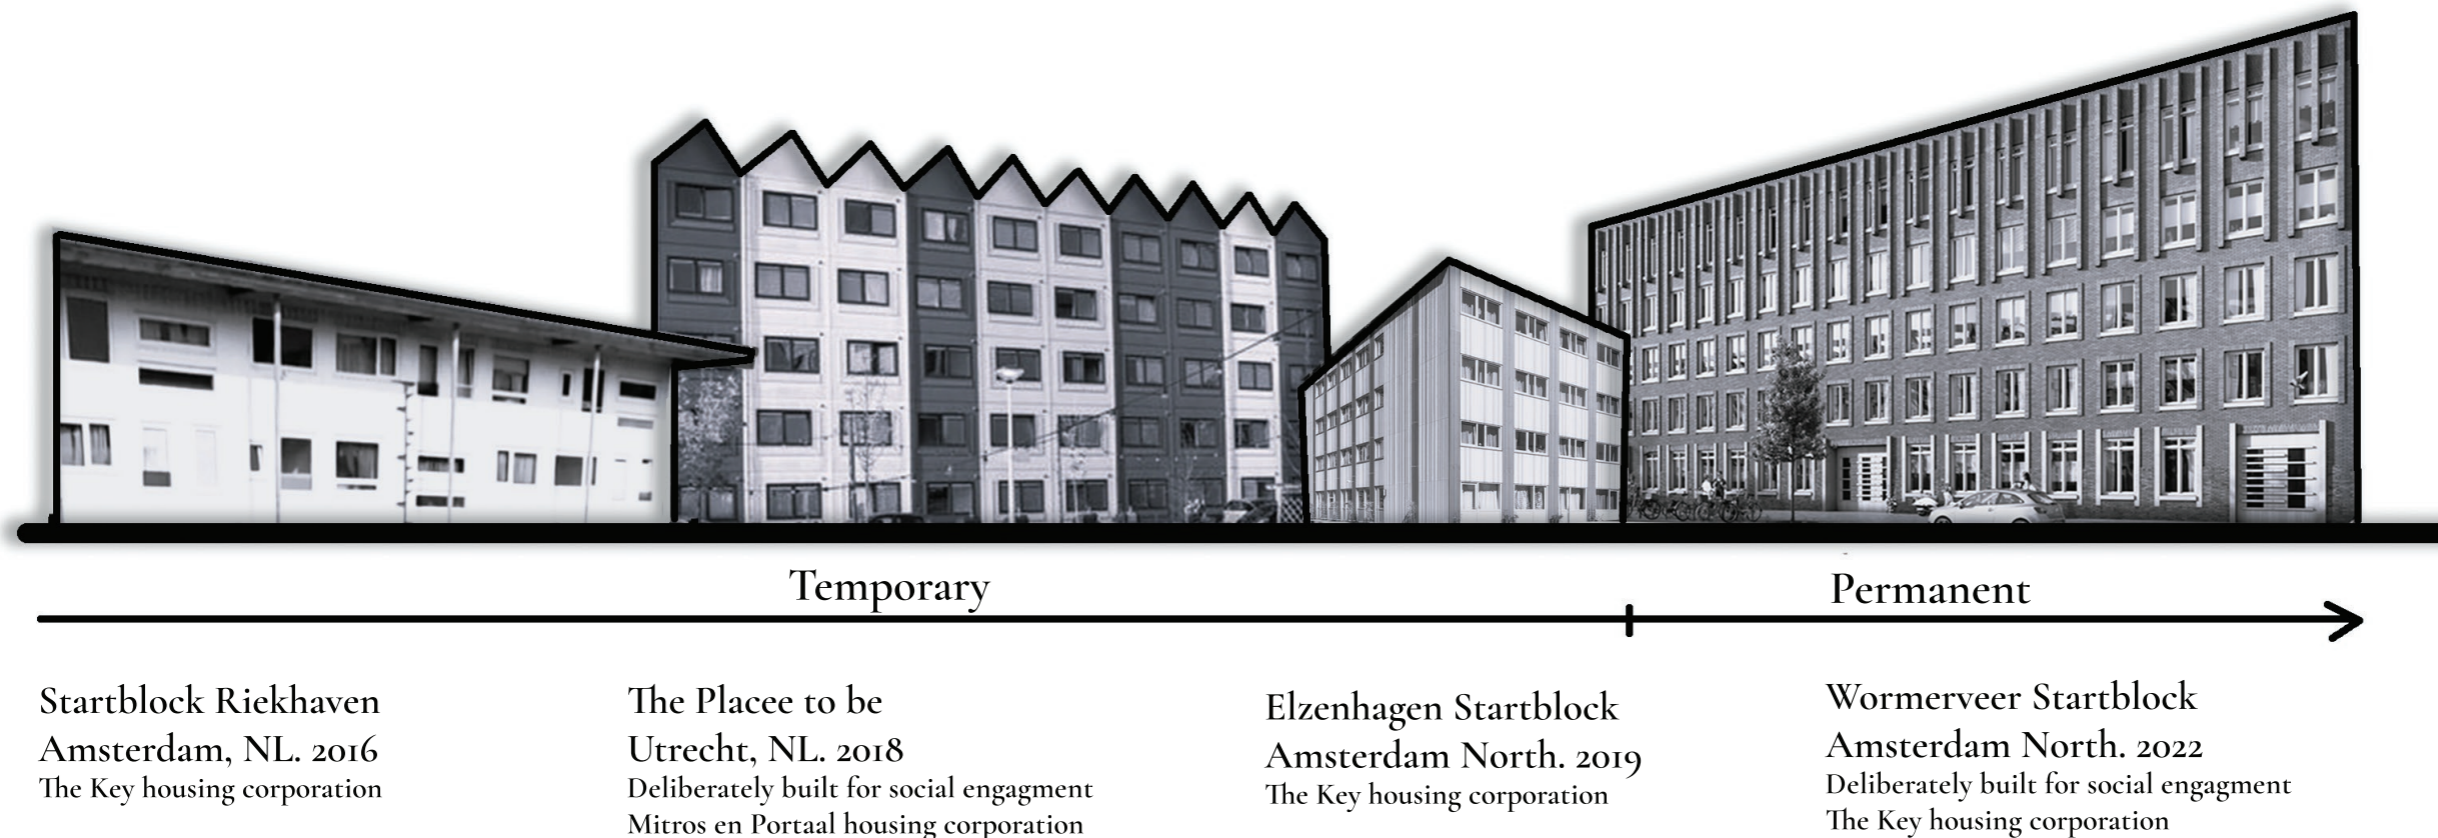 Temporary
Permanent
Startblock Riekhaven
Amsterdam, NL. 2016
The Key housing corporation
The Placee to be
Utrecht, NL. 2018
Deliberately built for social engagment
Mitros en Portaal housing corporation
Elzenhagen Startblock
Amsterdam North. 2019
The Key housing corporation
Wormerveer Startblock
Amsterdam North. 2022
Deliberately built for social engagment
The Key housing corporation